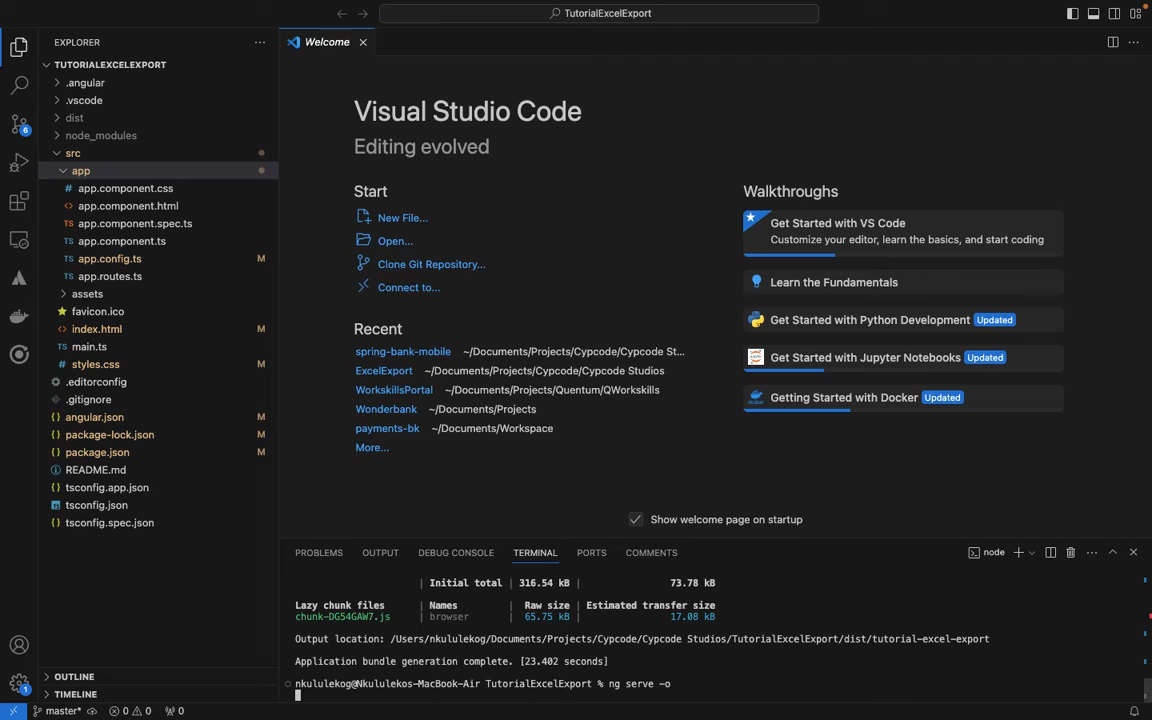 TutorialExcelExport
EXPLORER
TUTORIALEXCELEXPORT
.angular
.vscode
dist
node_modules
src
app
app.component.css
app.component.html
app.component.spec.ts
app.component.ts
app.config.ts M
app.routes.ts
assets
favicon.ico
index.html M
main.ts
styles.css M
.editorconfig
.gitignore
angular.json M
package-lock.json M
package.json M
README.md
tsconfig.app.json
tsconfig.json
tsconfig.spec.json
OUTLINE
TIMELINE
6
1
Welcome
Visual Studio Code
Editing evolved
Start
New File...
Open...
Clone Git Repository...
Connect to...
Recent
spring-bank-mobile ~/Documents/Projects/Cypcode/Cypcode St...
ExcelExport ~/Documents/Projects/Cypcode/Cypcode Studios
WorkskillsPortal ~/Documents/Projects/Quantum/QWorkskills
Wonderbank ~/Documents/Projects
payments-bk ~/Documents/Workspace
More...
Walkthroughs
Get Started with VS Code
Customize your editor, learn the basics, and start coding
Learn the Fundamentals
Get Started with Python Development Updated
Get Started with Jupyter Notebooks Updated
Getting Started with Docker Updated
Show welcome page on startup
PROBLEMS OUTPUT DEBUG CONSOLE TERMINAL PORTS COMMENTS node
| Initial total | 316.54 kB | 73.78 kB
Lazy chunk files | Names | Raw size | Estimated transfer size
chunk-DG54GAW7.js | browser | 65.75 kB | 17.08 kB
Output location: /Users/nkululekog/Documents/Projects/Cypcode/Cypcode Studios/TutorialExcelExport/dist/tutorial-excel-export
Application bundle generation complete. [23.402 seconds]
nkululekog@Nkululekos-MacBook-Air TutorialExcelExport % ng serve -o
master* 0 0 0